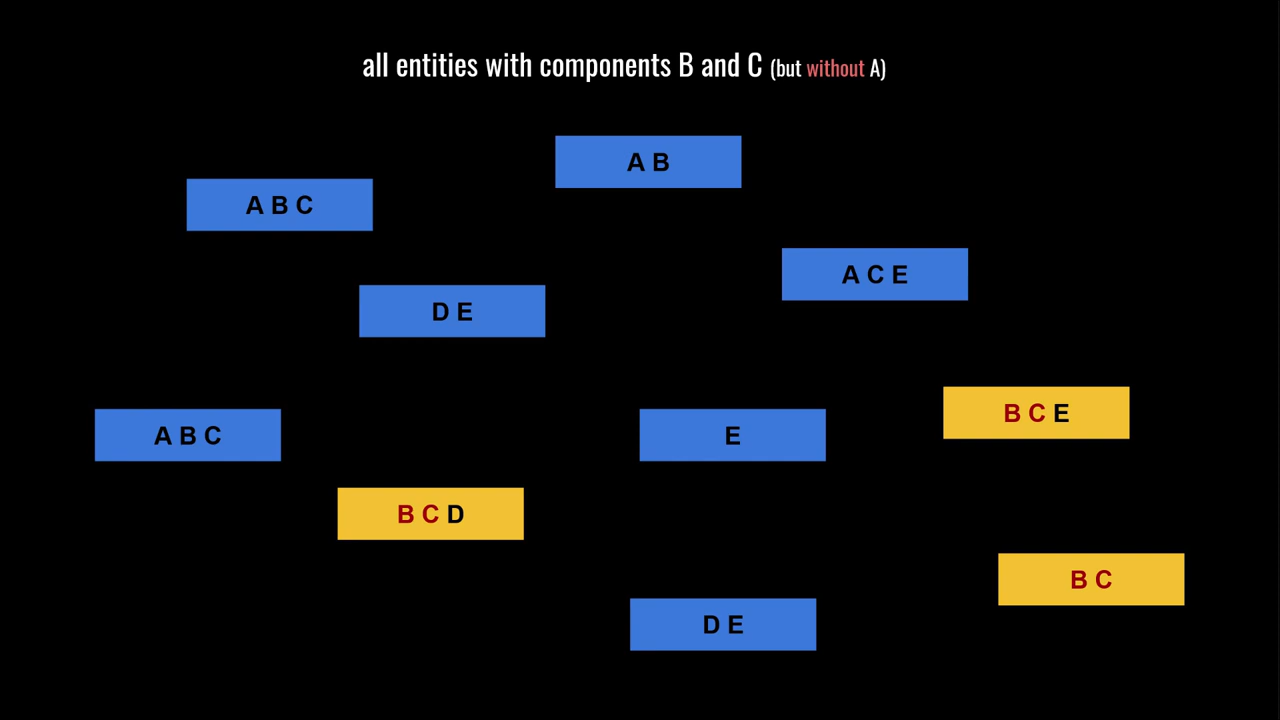 all entities with components B and C (but without A)
A B
A B C
A C E
D E
B C E
A B C
E
B C D
B C
D E